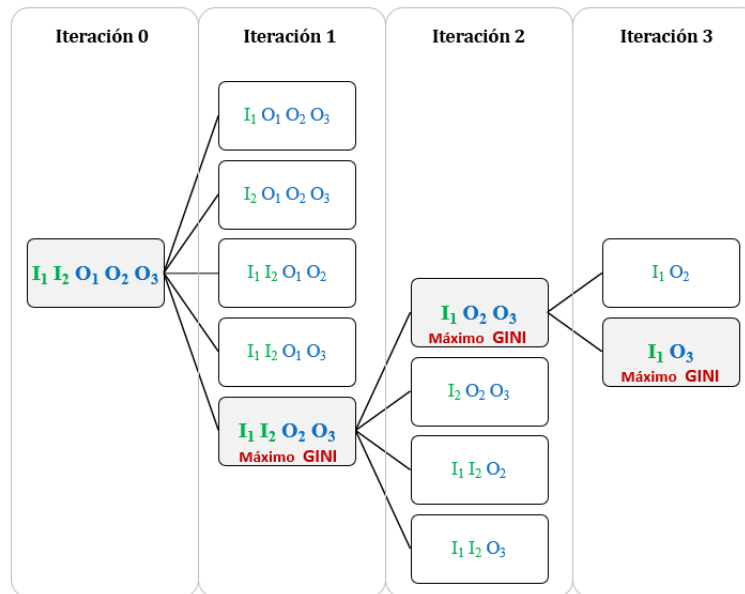 Iteración 0
Iteración 1
Iteración 2
Iteración 3
I₁ I₂ O₁ O₂ O₃
I₁ O₁ O₂ O₃
I₂ O₁ O₂ O₃
I₁ I₂ O₁ O₂
I₁ I₂ O₁ O₃
I₁ I₂ O₂ O₃
Máximo GINI
I₁ O₂ O₃
Máximo GINI
I₂ O₂ O₃
I₁ I₂ O₂
I₁ I₂ O₃
I₁ O₂
I₁ O₃
Máximo GINI